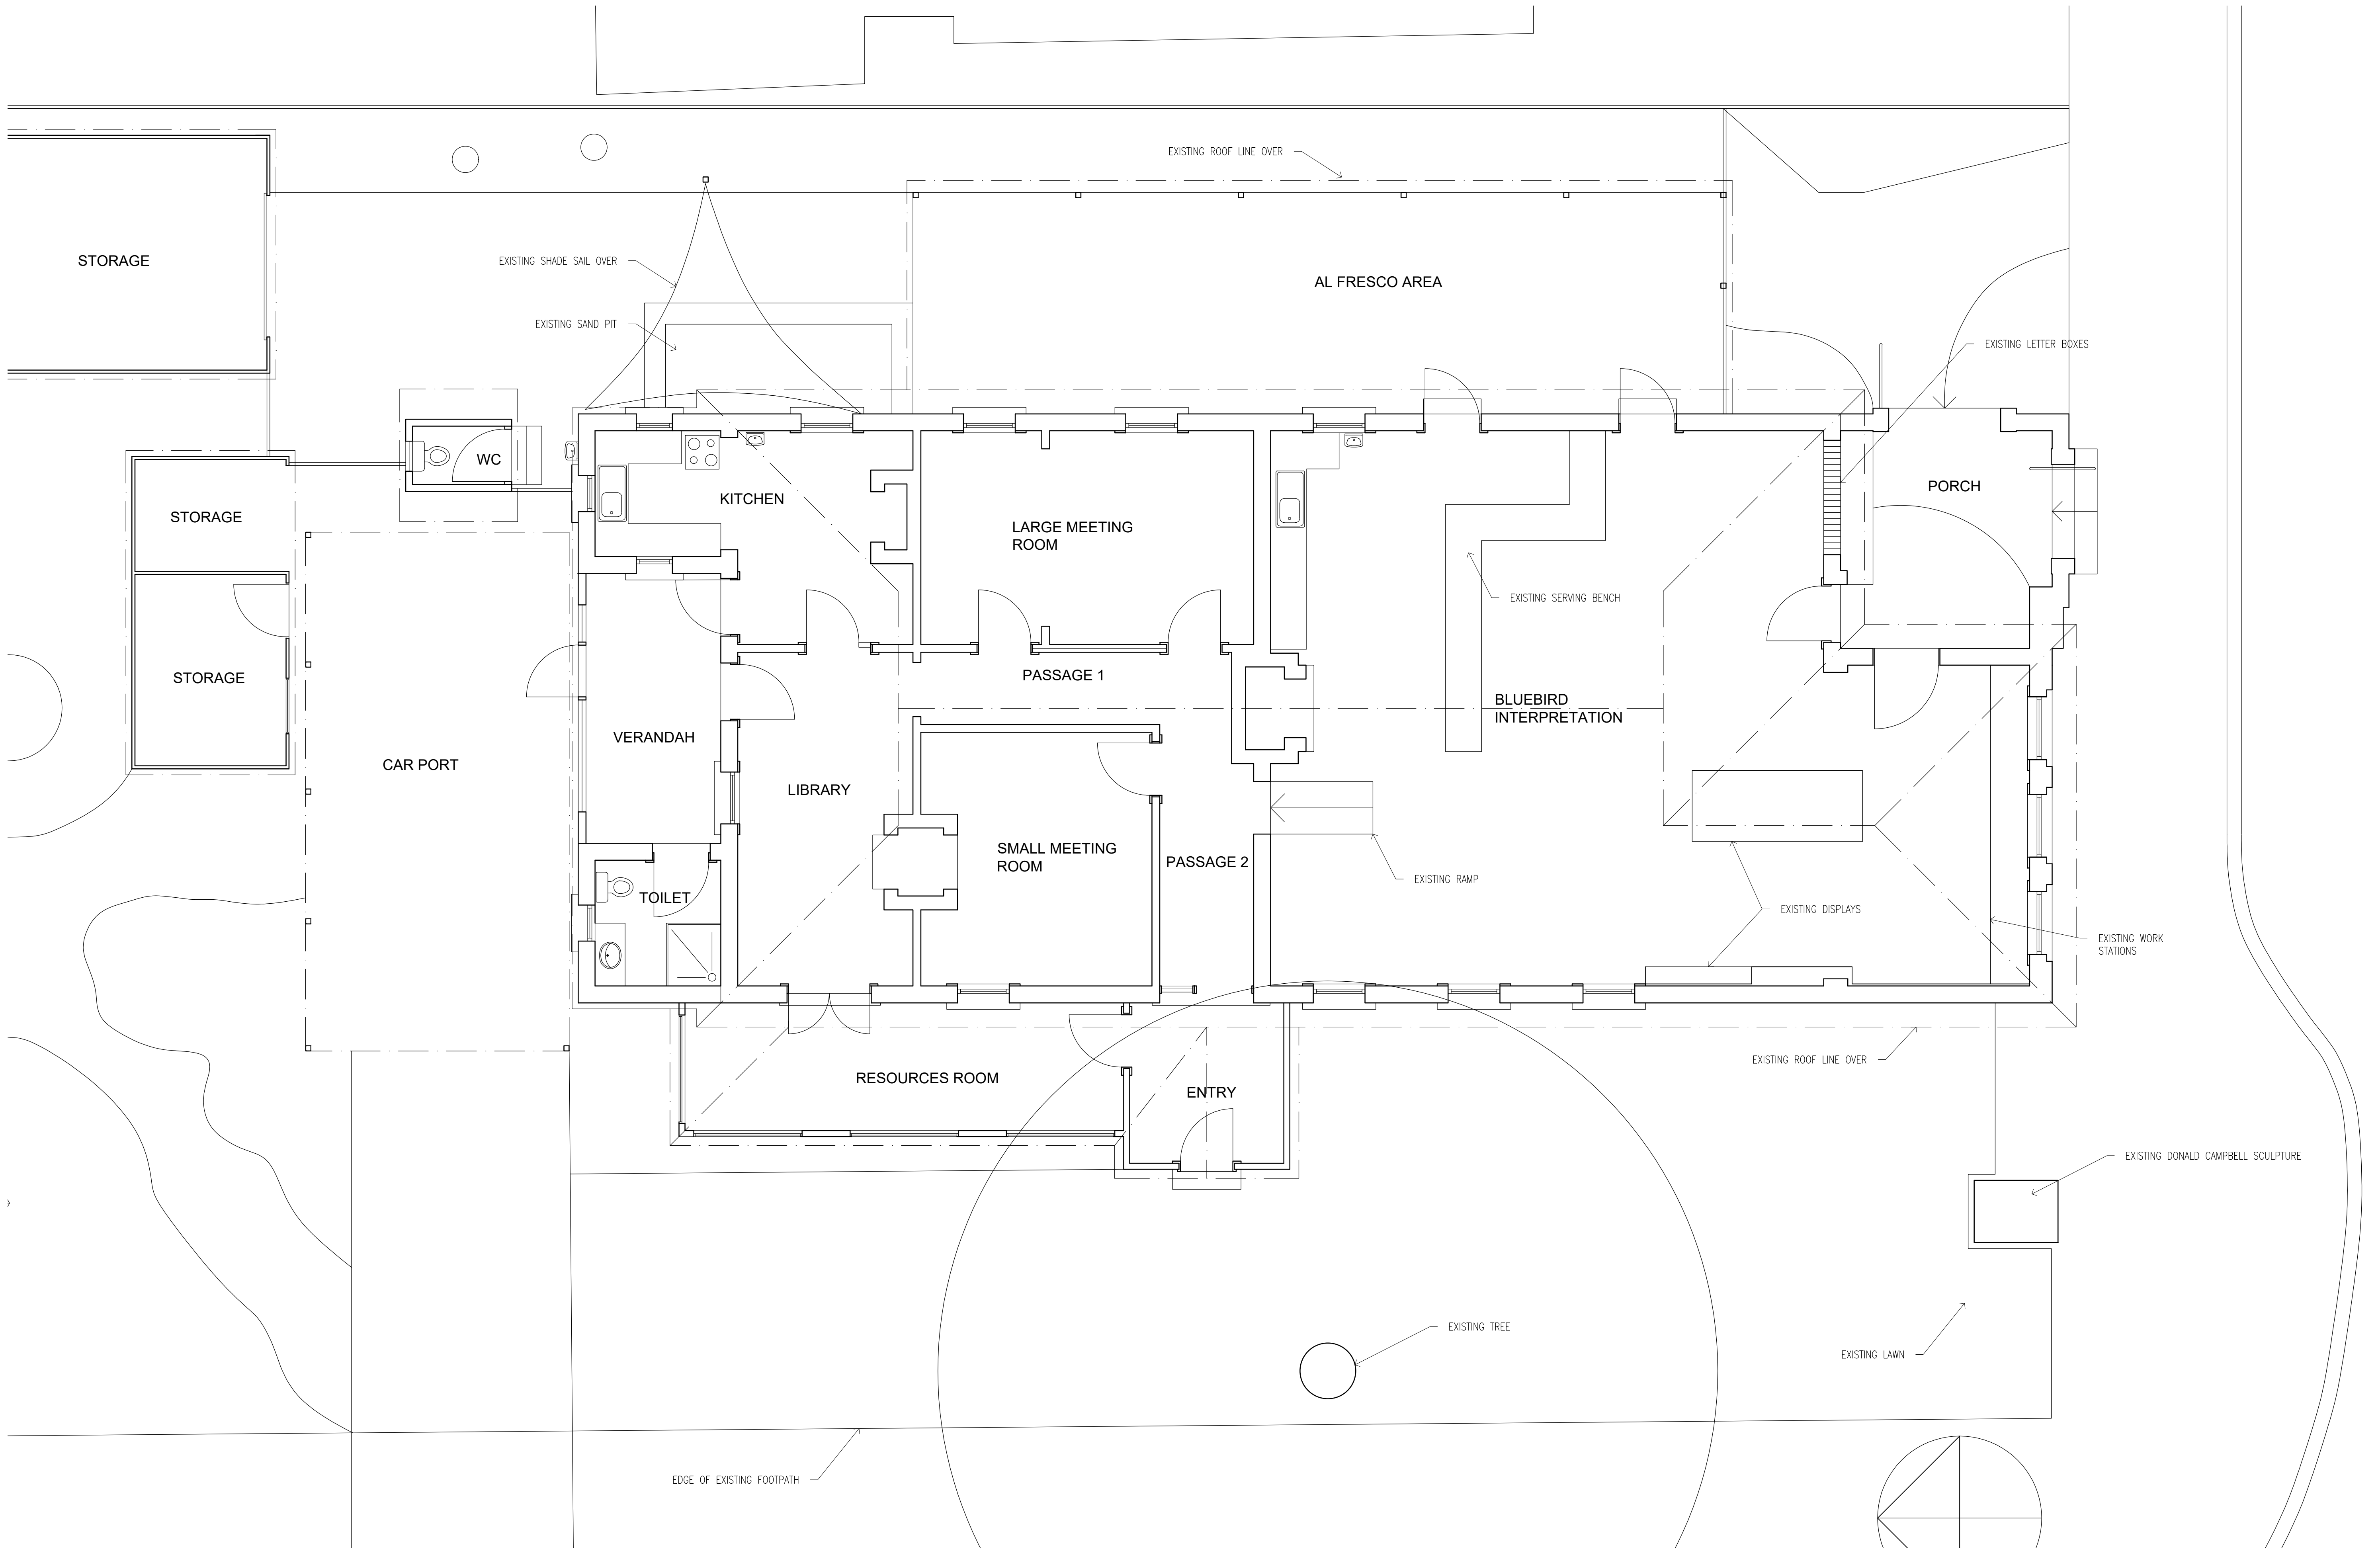 EXISTING ROOF LINE OVER
STORAGE
EXISTING SHADE SAIL OVER
AL FRESCO AREA
EXISTING SAND PIT
EXISTING LETTER BOXES
WC
KITCHEN
PORCH
STORAGE
LARGE MEETING
ROOM
EXISTING SERVING BENCH
STORAGE
PASSAGE 1
BLUEBIRD
INTERPRETATION
VERANDAH
CAR PORT
LIBRARY
SMALL MEETING
ROOM
PASSAGE 2
EXISTING RAMP
TOILET
EXISTING DISPLAYS
EXISTING WORK
STATIONS
EXISTING ROOF LINE OVER
RESOURCES ROOM
ENTRY
EXISTING DONALD CAMPBELL SCULPTURE
EXISTING TREE
EXISTING LAWN
EDGE OF EXISTING FOOTPATH